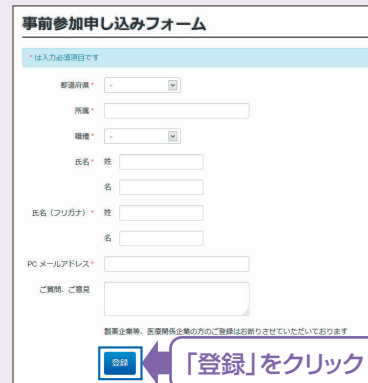 事前参加申し込みフォーム
* は入力必須項目です
都道府県 * -
所属 *
職種 * -
氏名 * 姓
名
氏名（フリガナ） * 姓
名
PC メールアドレス *
ご質問、ご意見
製薬企業等、医療関係企業の方のご登録はお断りさせていただいております
登録 「登録」をクリック